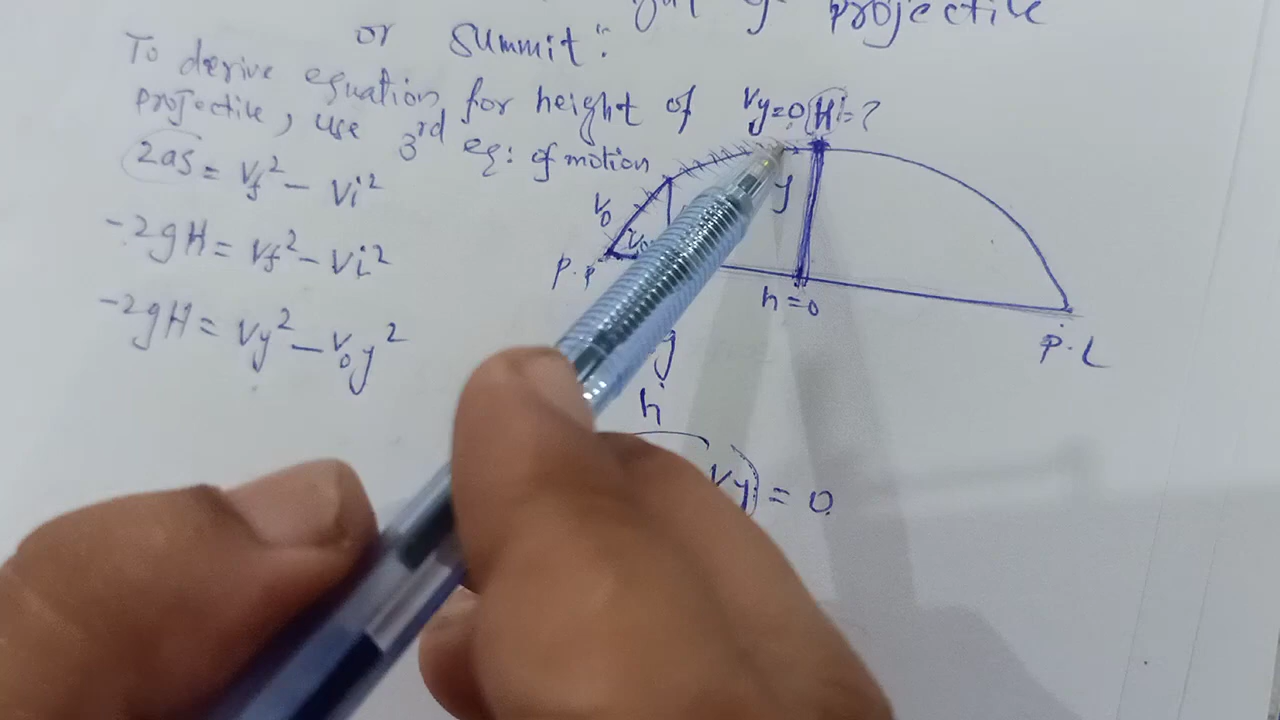 projectile
or summit":
To derive equation for height of
projectile, use 3rd eq: of motion
2as = Vf² − Vi²
-2gH = Vf² − Vi²
-2gH = Vy² − V₀y²
Vy=0 H=?
V₀
y
P.P
h=0
P.L
y
h
Vy) = 0